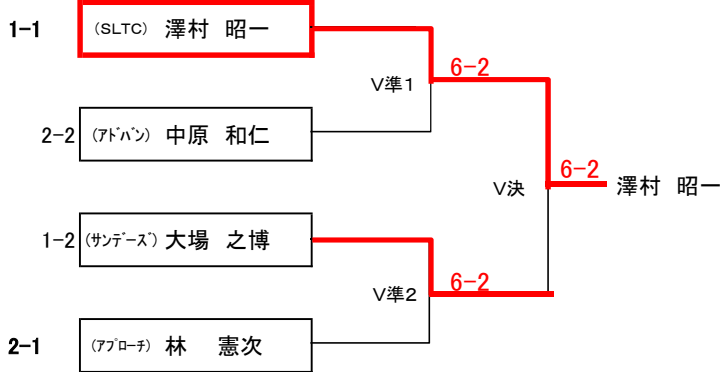 1-1 (SLTC) 澤村 昭一
6-2
V準1
2-2 (アドバン) 中原 和仁
6-2
V決 澤村 昭一
1-2 (サンデーズ) 大場 之博
6-2
V準2
2-1 (アプローチ) 林 憲次